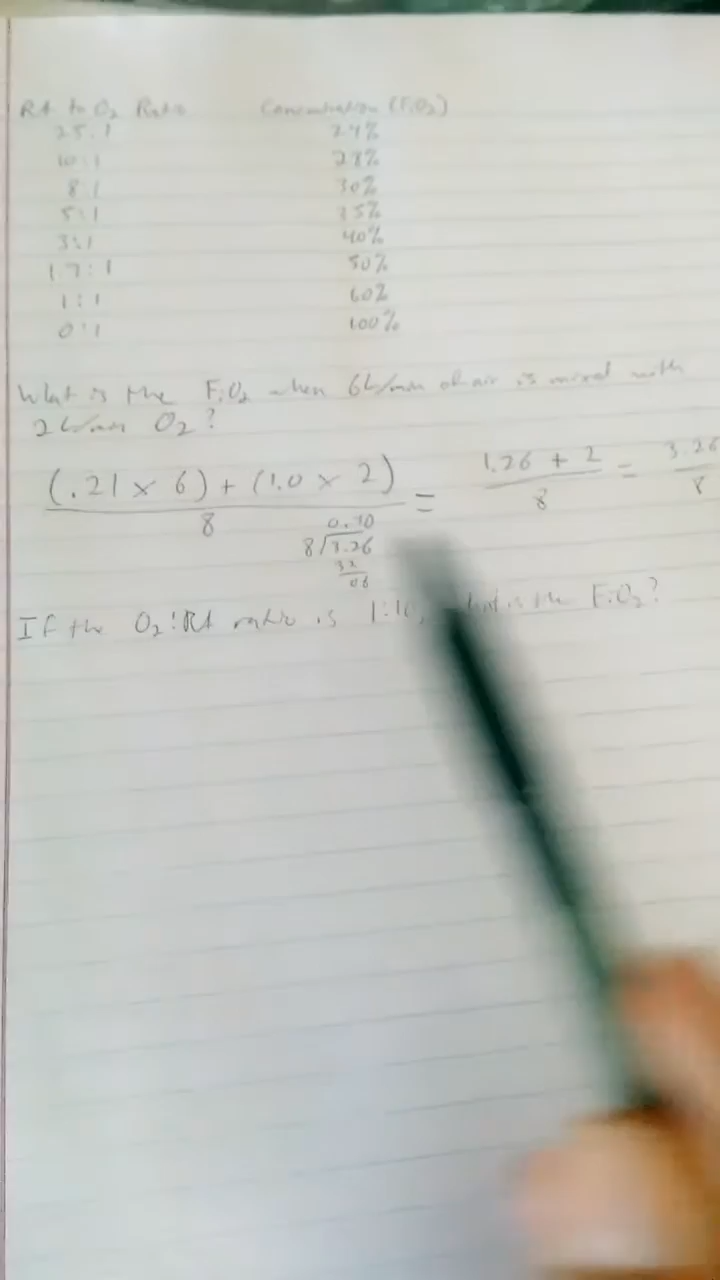 RA to O2 Ratio Concentration (FiO2)
25:1 24%
10:1 28%
8:1 30%
5:1 35%
3:1 40%
1.7:1 50%
1:1 60%
0:1 100%
What is the FiO2 when 6L/min of air is mixed with
2L/min O2?
(.21 x 6) + (1.0 x 2) = 1.26 + 2 = 3.26
8 8 8
0.40
8 3.26
32
06
If the O2:RA ratio is is the FiO2?